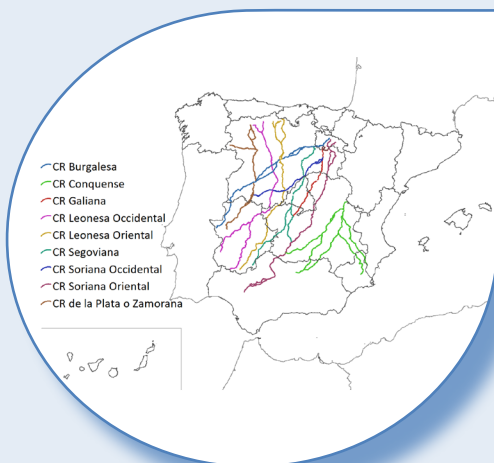 CR Burgalesa
CR Conquense
CR Galiana
CR Leonesa Occidental
CR Leonesa Oriental
CR Segoviana
CR Soriana Occidental
CR Soriana Oriental
CR de la Plata o Zamorana